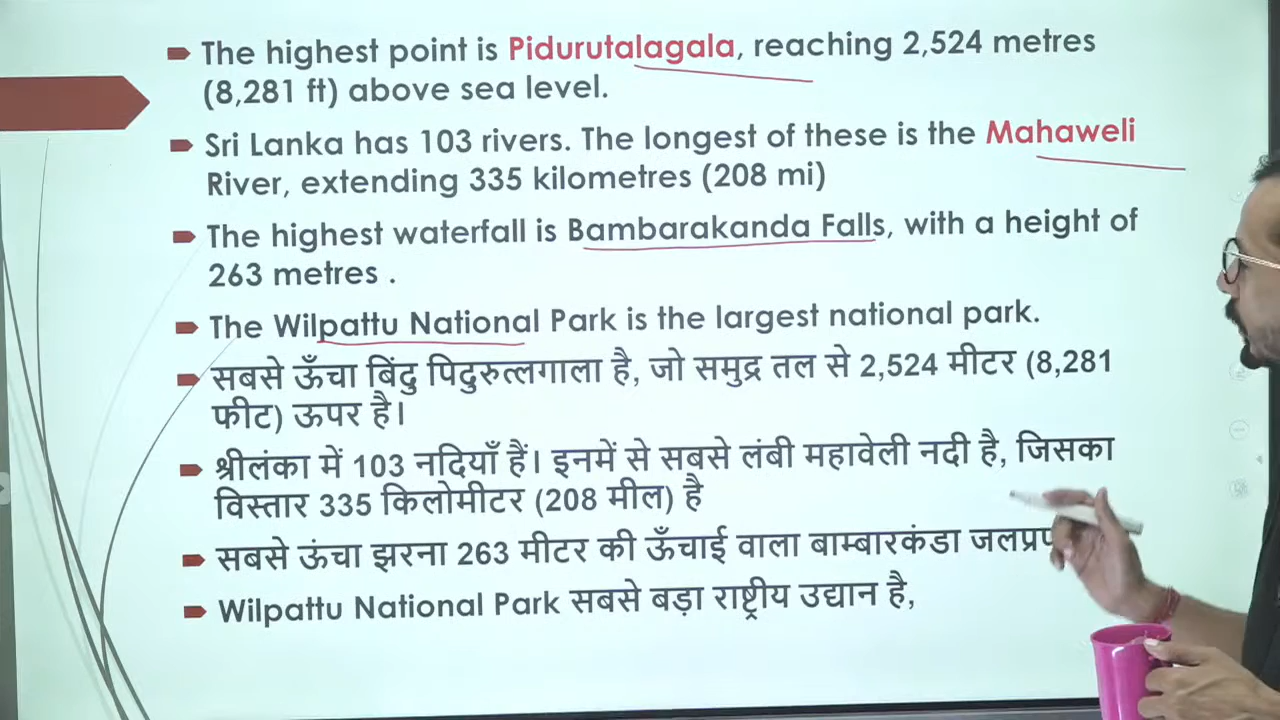 The highest point is Pidurutalagala, reaching 2,524 metres
(8,281 ft) above sea level.
Sri Lanka has 103 rivers. The longest of these is the Mahaweli
River, extending 335 kilometres (208 mi)
The highest waterfall is Bambarakanda Falls, with a height of
263 metres .
The Wilpattu National Park is the largest national park.
सबसे ऊँचा बिंदु पिदुरुत्लगाला है, जो समुद्र तल से 2,524 मीटर (8,281
फीट) ऊपर है।
श्रीलंका में 103 नदियाँ हैं। इनमें से सबसे लंबी महावेली नदी है, जिसका
विस्तार 335 किलोमीटर (208 मील) है
सबसे ऊंचा झरना 263 मीटर की ऊँचाई वाला बाम्बारकंडा
Wilpattu National Park सबसे बड़ा राष्ट्रीय उद्यान है,